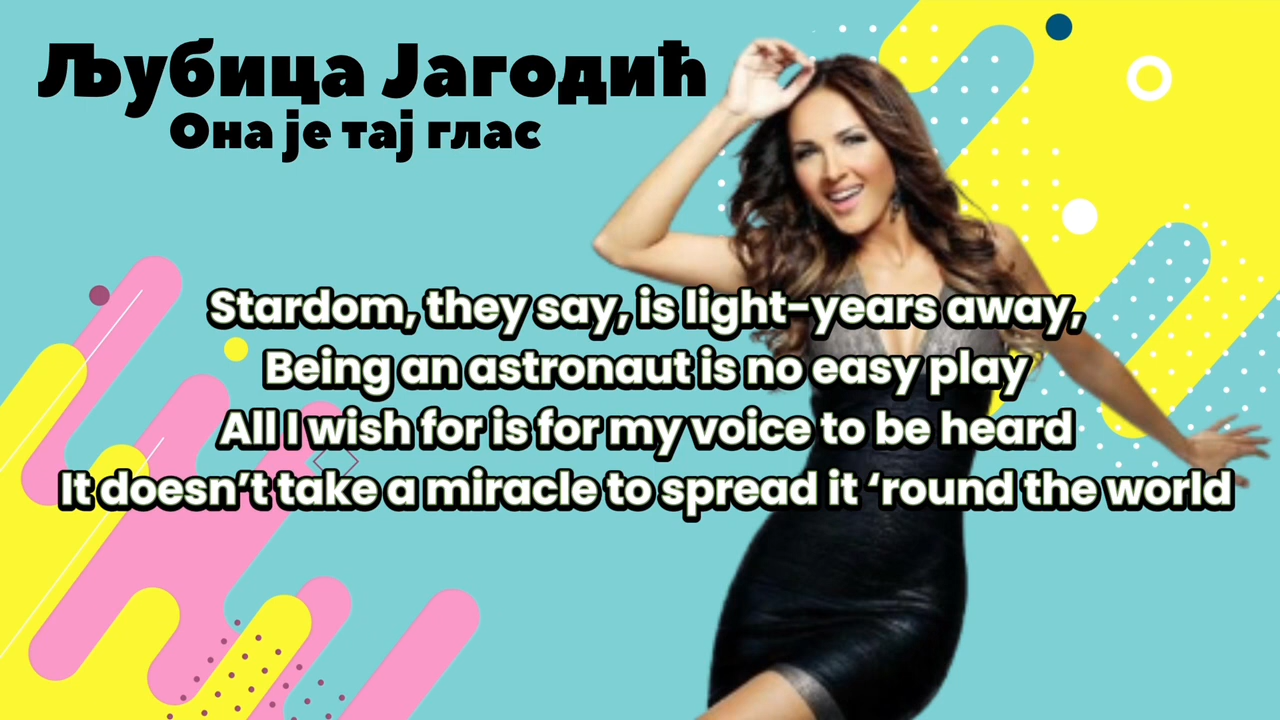 Љубица Јагодић
Она је тај глас
Stardom, they say, is light-years away,
Being an astronaut is no easy play
All I wish for is for my voice to be heard
It doesn’t take a miracle to spread it ‘round the world